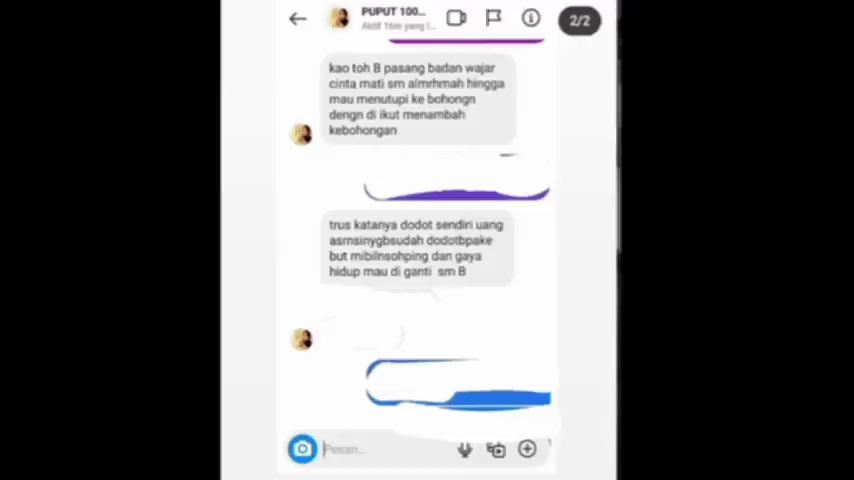 PUPUT 100...
Aktif 16m yang l...
2/2
kao toh B pasang badan wajar
cinta mati sm almrhmah hingga
mau menutupi ke bohongn
dengn di ikut menambah
kebohongan
trus katanya dodot sendiri uang
asrnsinygbsudah dodotbpake
but mibilnsohping dan gaya
hidup mau di ganti sm B
Pesan...